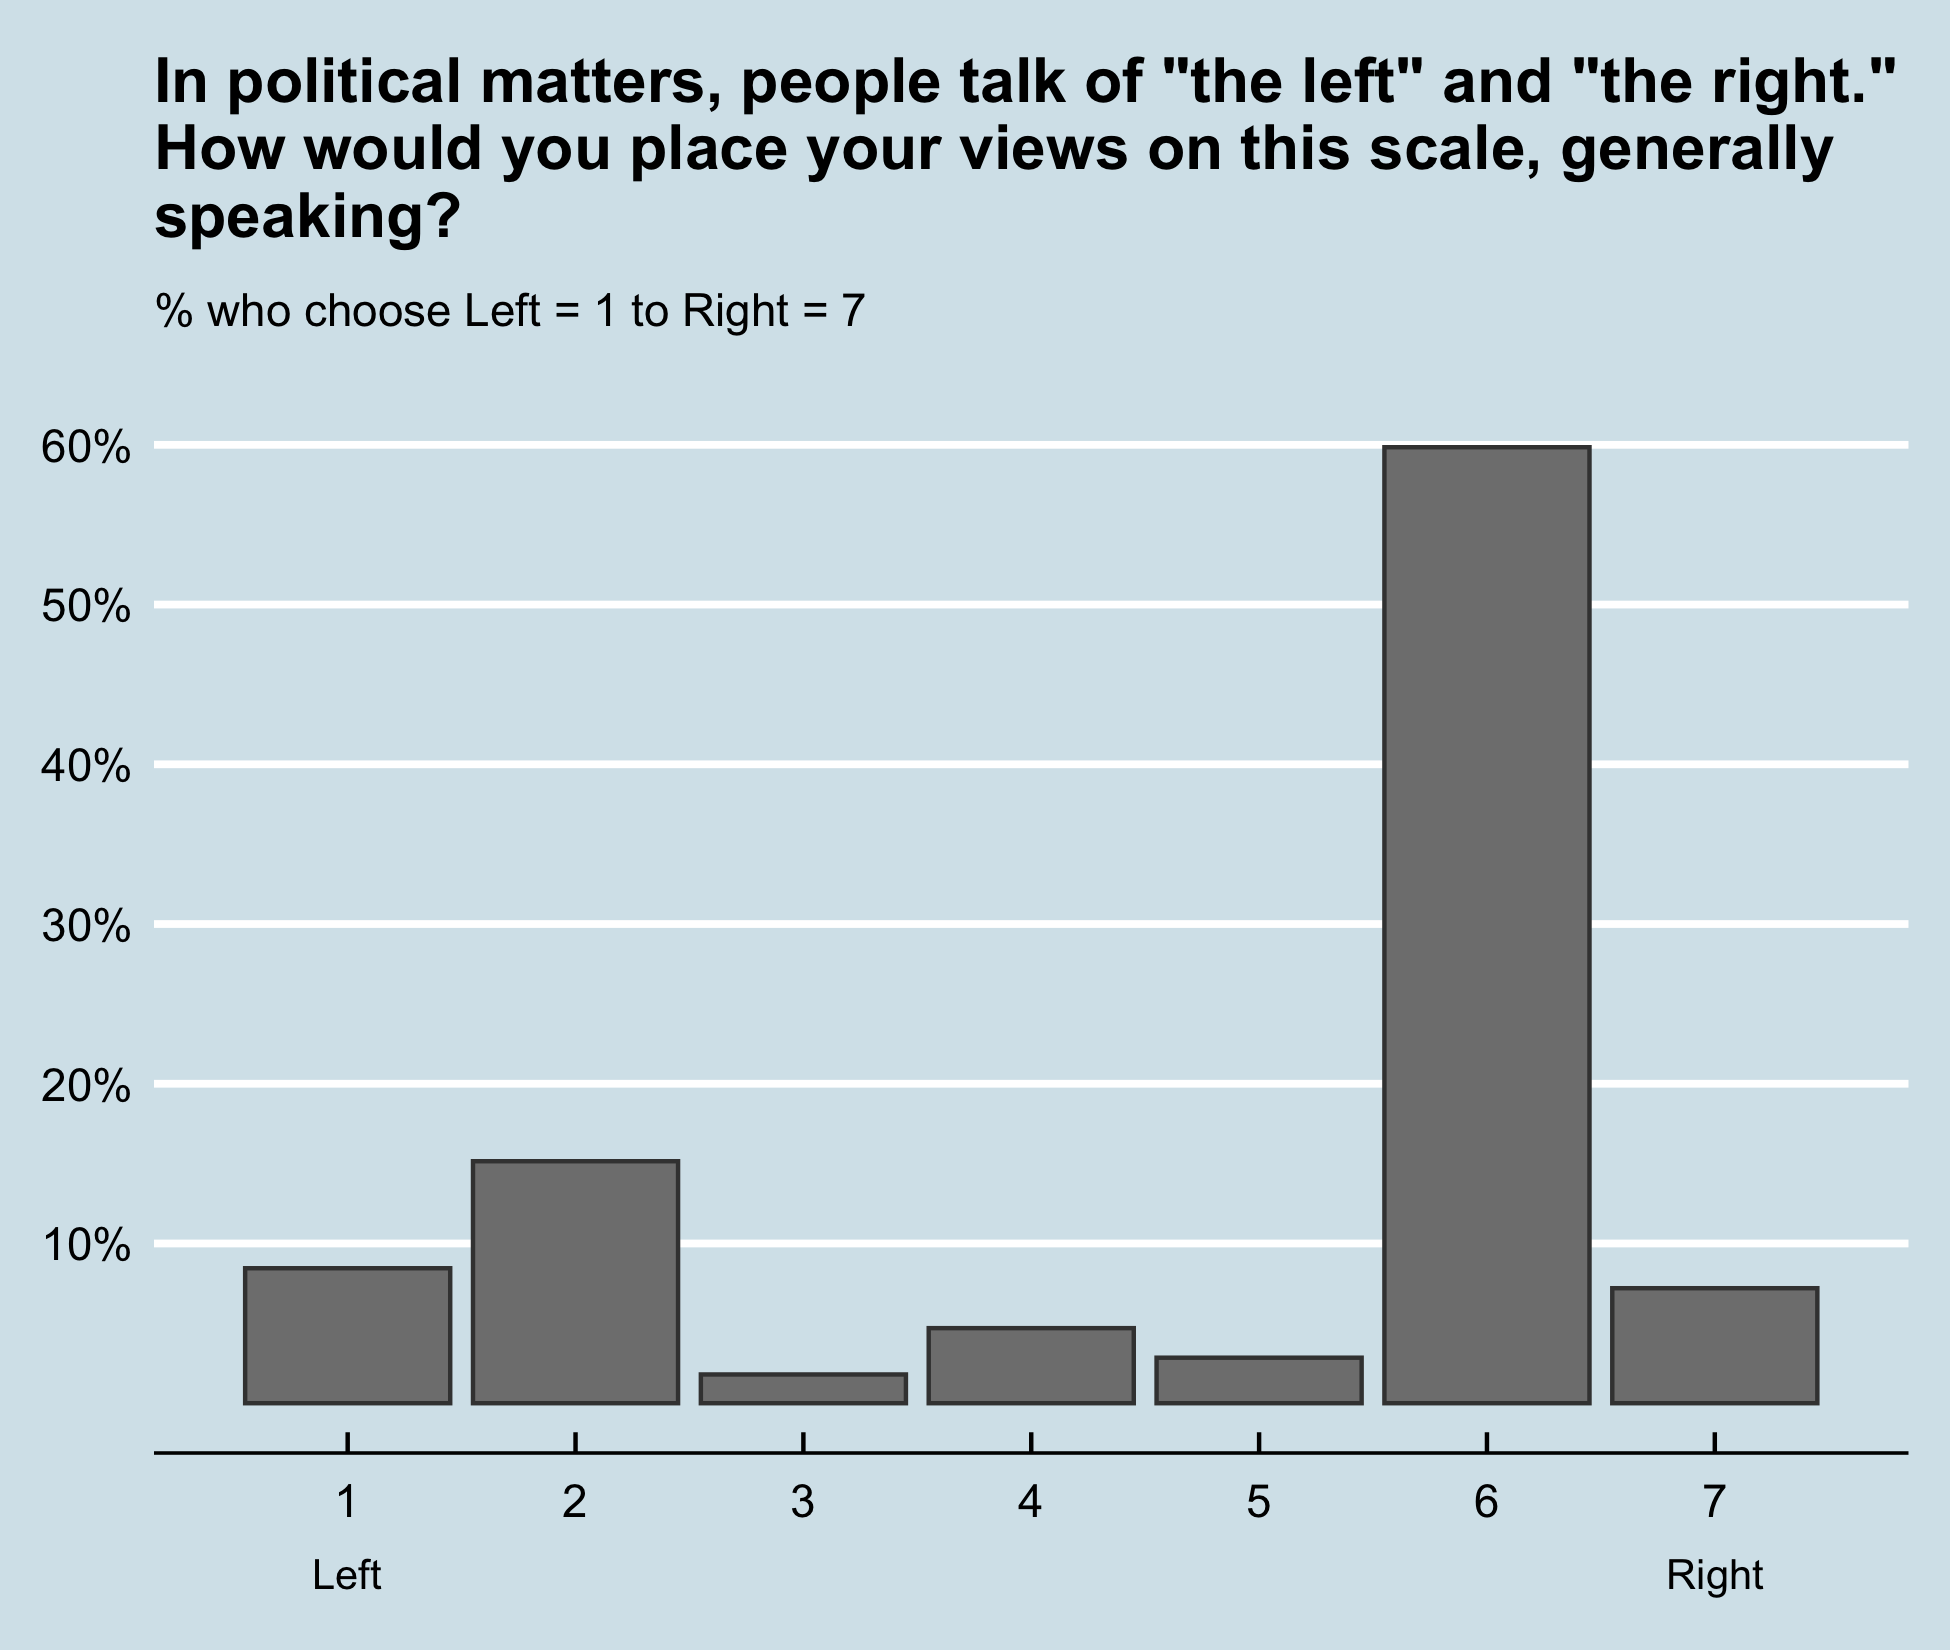 In political matters, people talk of "the left" and "the right."
How would you place your views on this scale, generally
speaking?
% who choose Left = 1 to Right = 7
60%
50%
40%
30%
20%
10%
1 2 3 4 5 6 7
Left Right